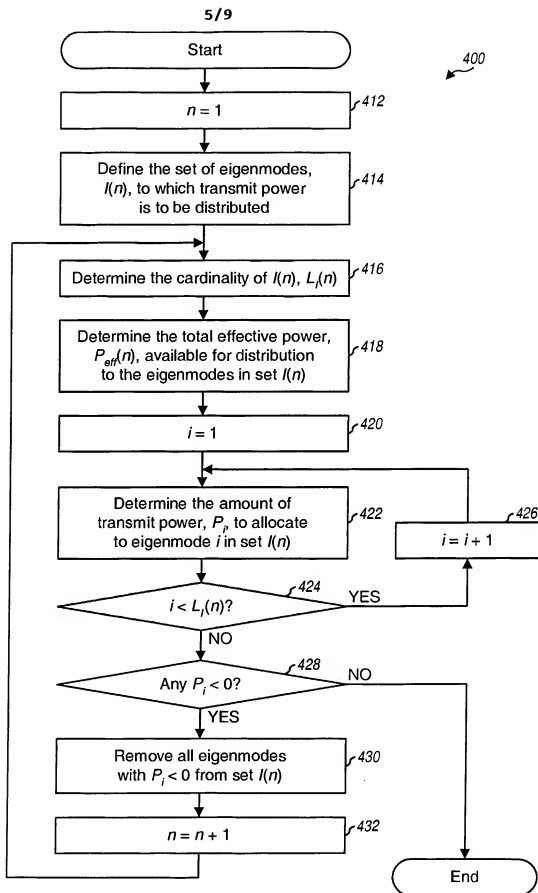 5/9
Start
400
n = 1
412
Define the set of eigenmodes,
I(n), to which transmit power
is to be distributed
414
Determine the cardinality of I(n), L_I(n)
416
Determine the total effective power,
P_eff(n), available for distribution
to the eigenmodes in set I(n)
418
i = 1
420
Determine the amount of
transmit power, P_i, to allocate
to eigenmode i in set I(n)
422
426
i = i + 1
i < L_I(n)?
424
YES
NO
Any P_i < 0?
428
NO
YES
Remove all eigenmodes
with P_i < 0 from set I(n)
430
n = n + 1
432
End